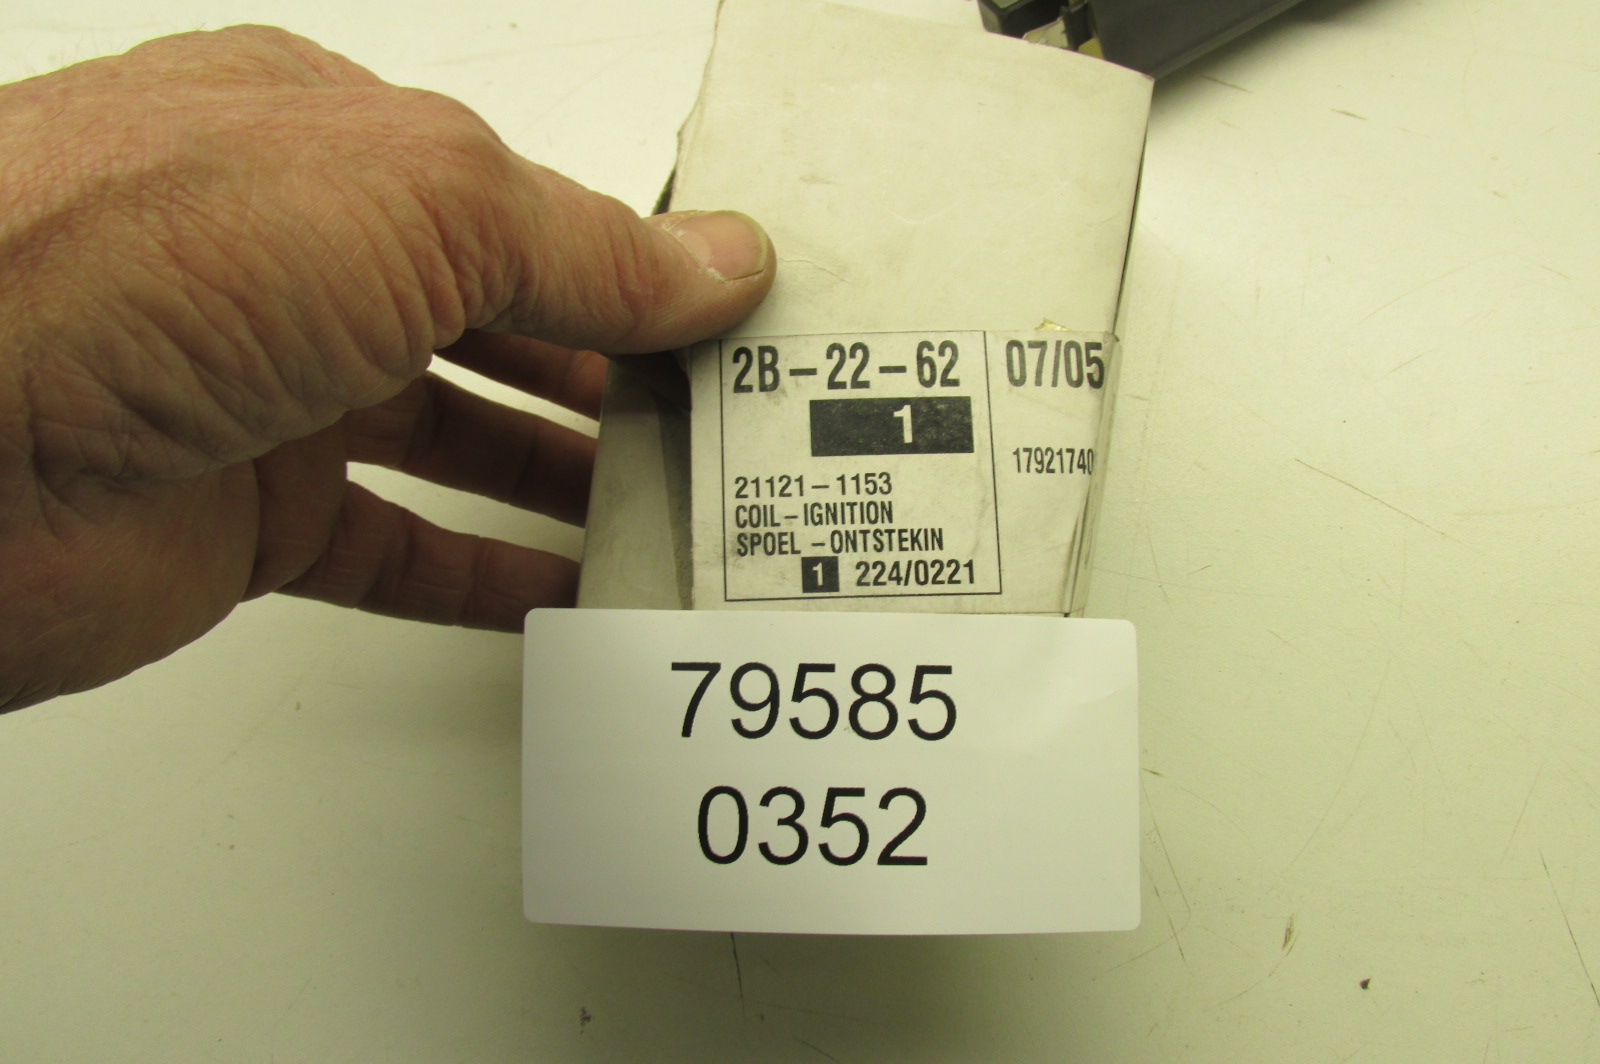 2B-22-62 07/05
1
17921740
21121-1153
COIL-IGNITION
SPOEL -ONTSTEKIN
1 224/0221
79585
0352